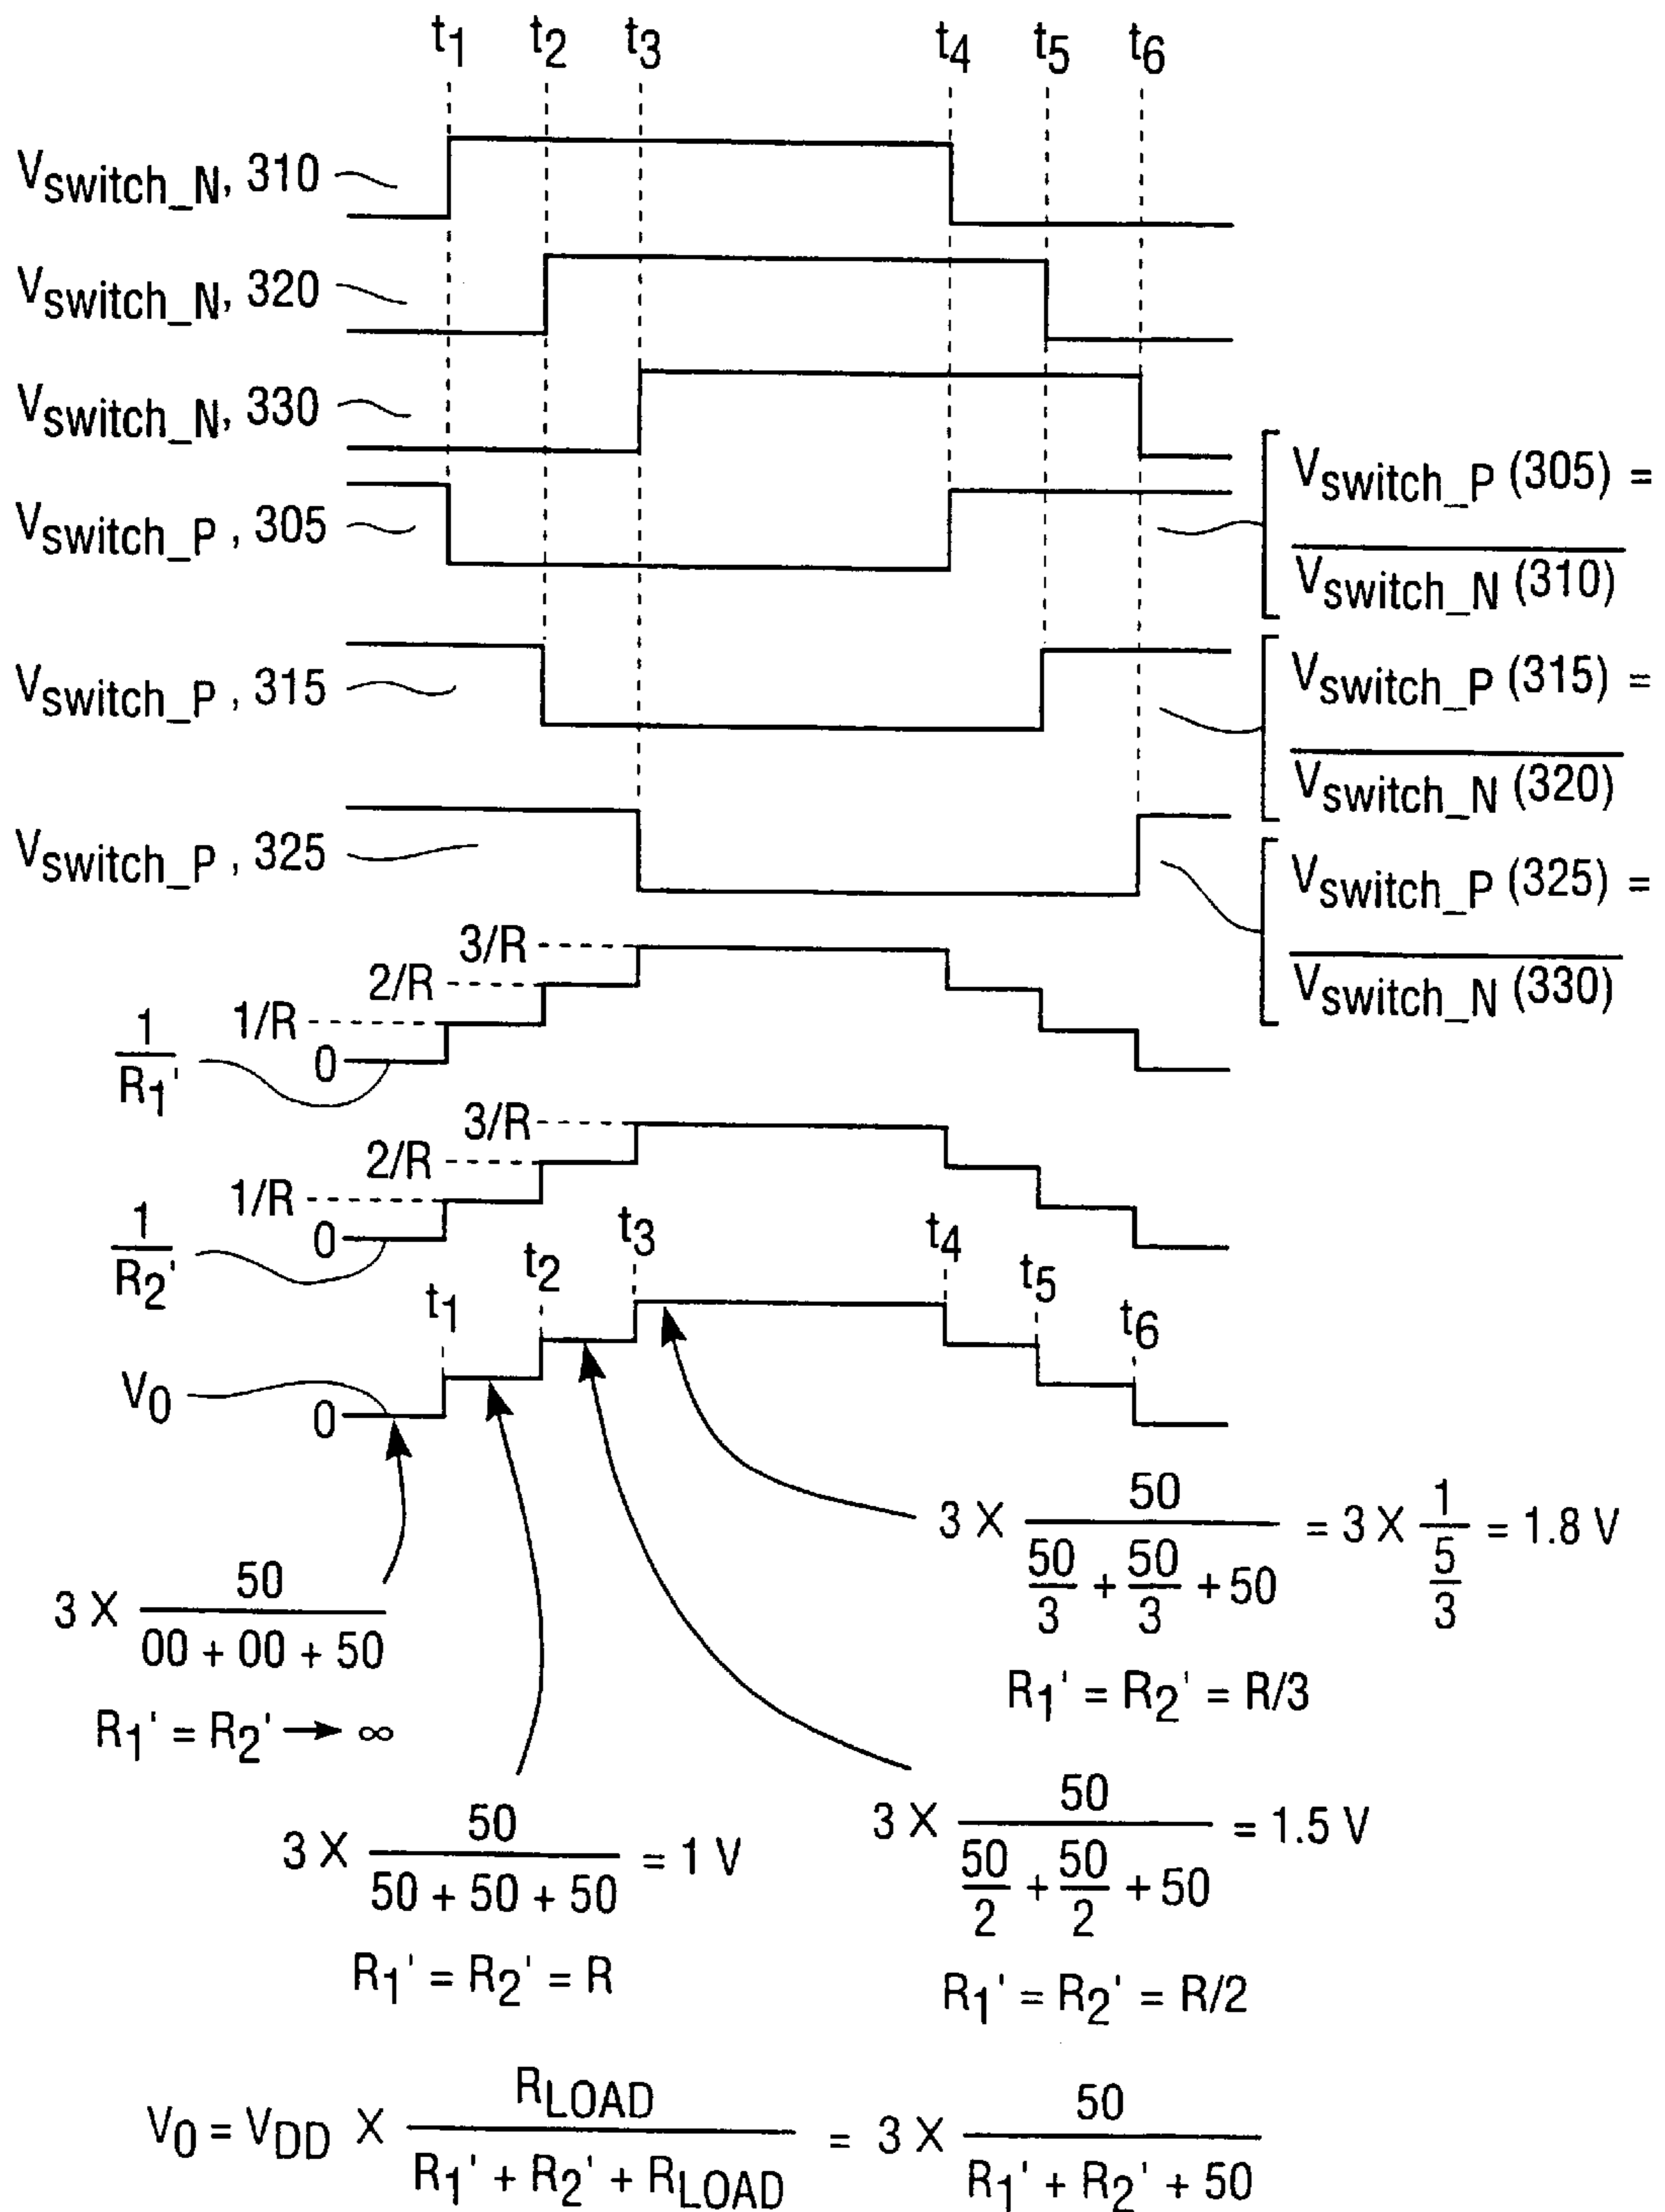 t1 t2 t3 t4 t5 t6
Vswitch_N, 310
Vswitch_N, 320
Vswitch_N, 330
Vswitch_P , 305
Vswitch_P (305) =
Vswitch_N (310)
Vswitch_P , 315
Vswitch_P (315) =
Vswitch_N (320)
Vswitch_P , 325
Vswitch_P (325) =
Vswitch_N (330)
3/R
2/R
1/R
0
1
R1'
3/R
2/R
1/R
0
1
R2'
t1 t2 t3 t4 t5 t6
V0
0
3 X 50 / 00 + 00 + 50
R1' = R2' → ∞
3 X 50 / 50/3 + 50/3 + 50 = 3 X 1 / 5/3 = 1.8 V
R1' = R2' = R/3
3 X 50 / 50 + 50 + 50 = 1 V
R1' = R2' = R
3 X 50 / 50/2 + 50/2 + 50 = 1.5 V
R1' = R2' = R/2
V0 = VDD X RLOAD / R1' + R2' + RLOAD = 3 X 50 / R1' + R2' + 50